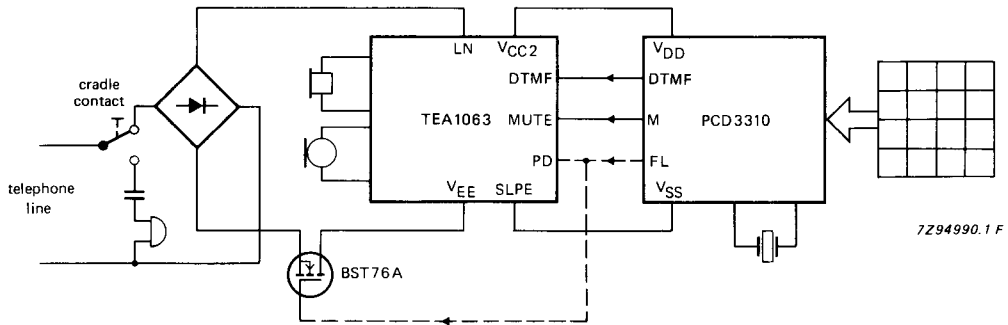 LN
VCC2
VDD
cradle
contact
DTMF
DTMF
TEA1063
MUTE
M
PCD3310
PD
FL
telephone
line
VEE
SLPE
VSS
7Z94990.1 F
BST76A